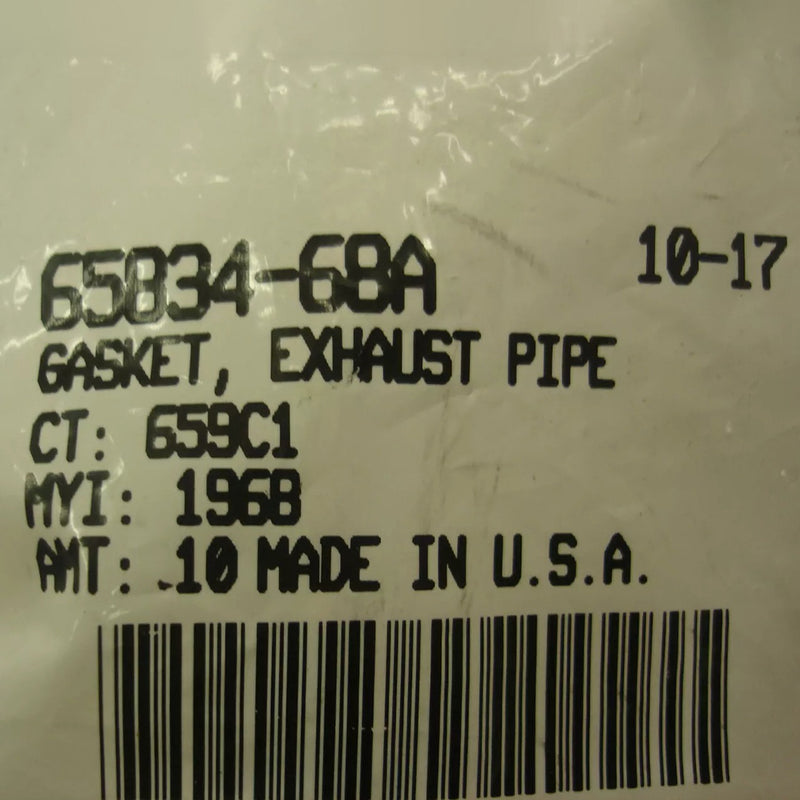 65834-68A 10-17
GASKET, EXHAUST PIPE
CT: 659C1
MYI: 1968
AMT: 10 MADE IN U.S.A.